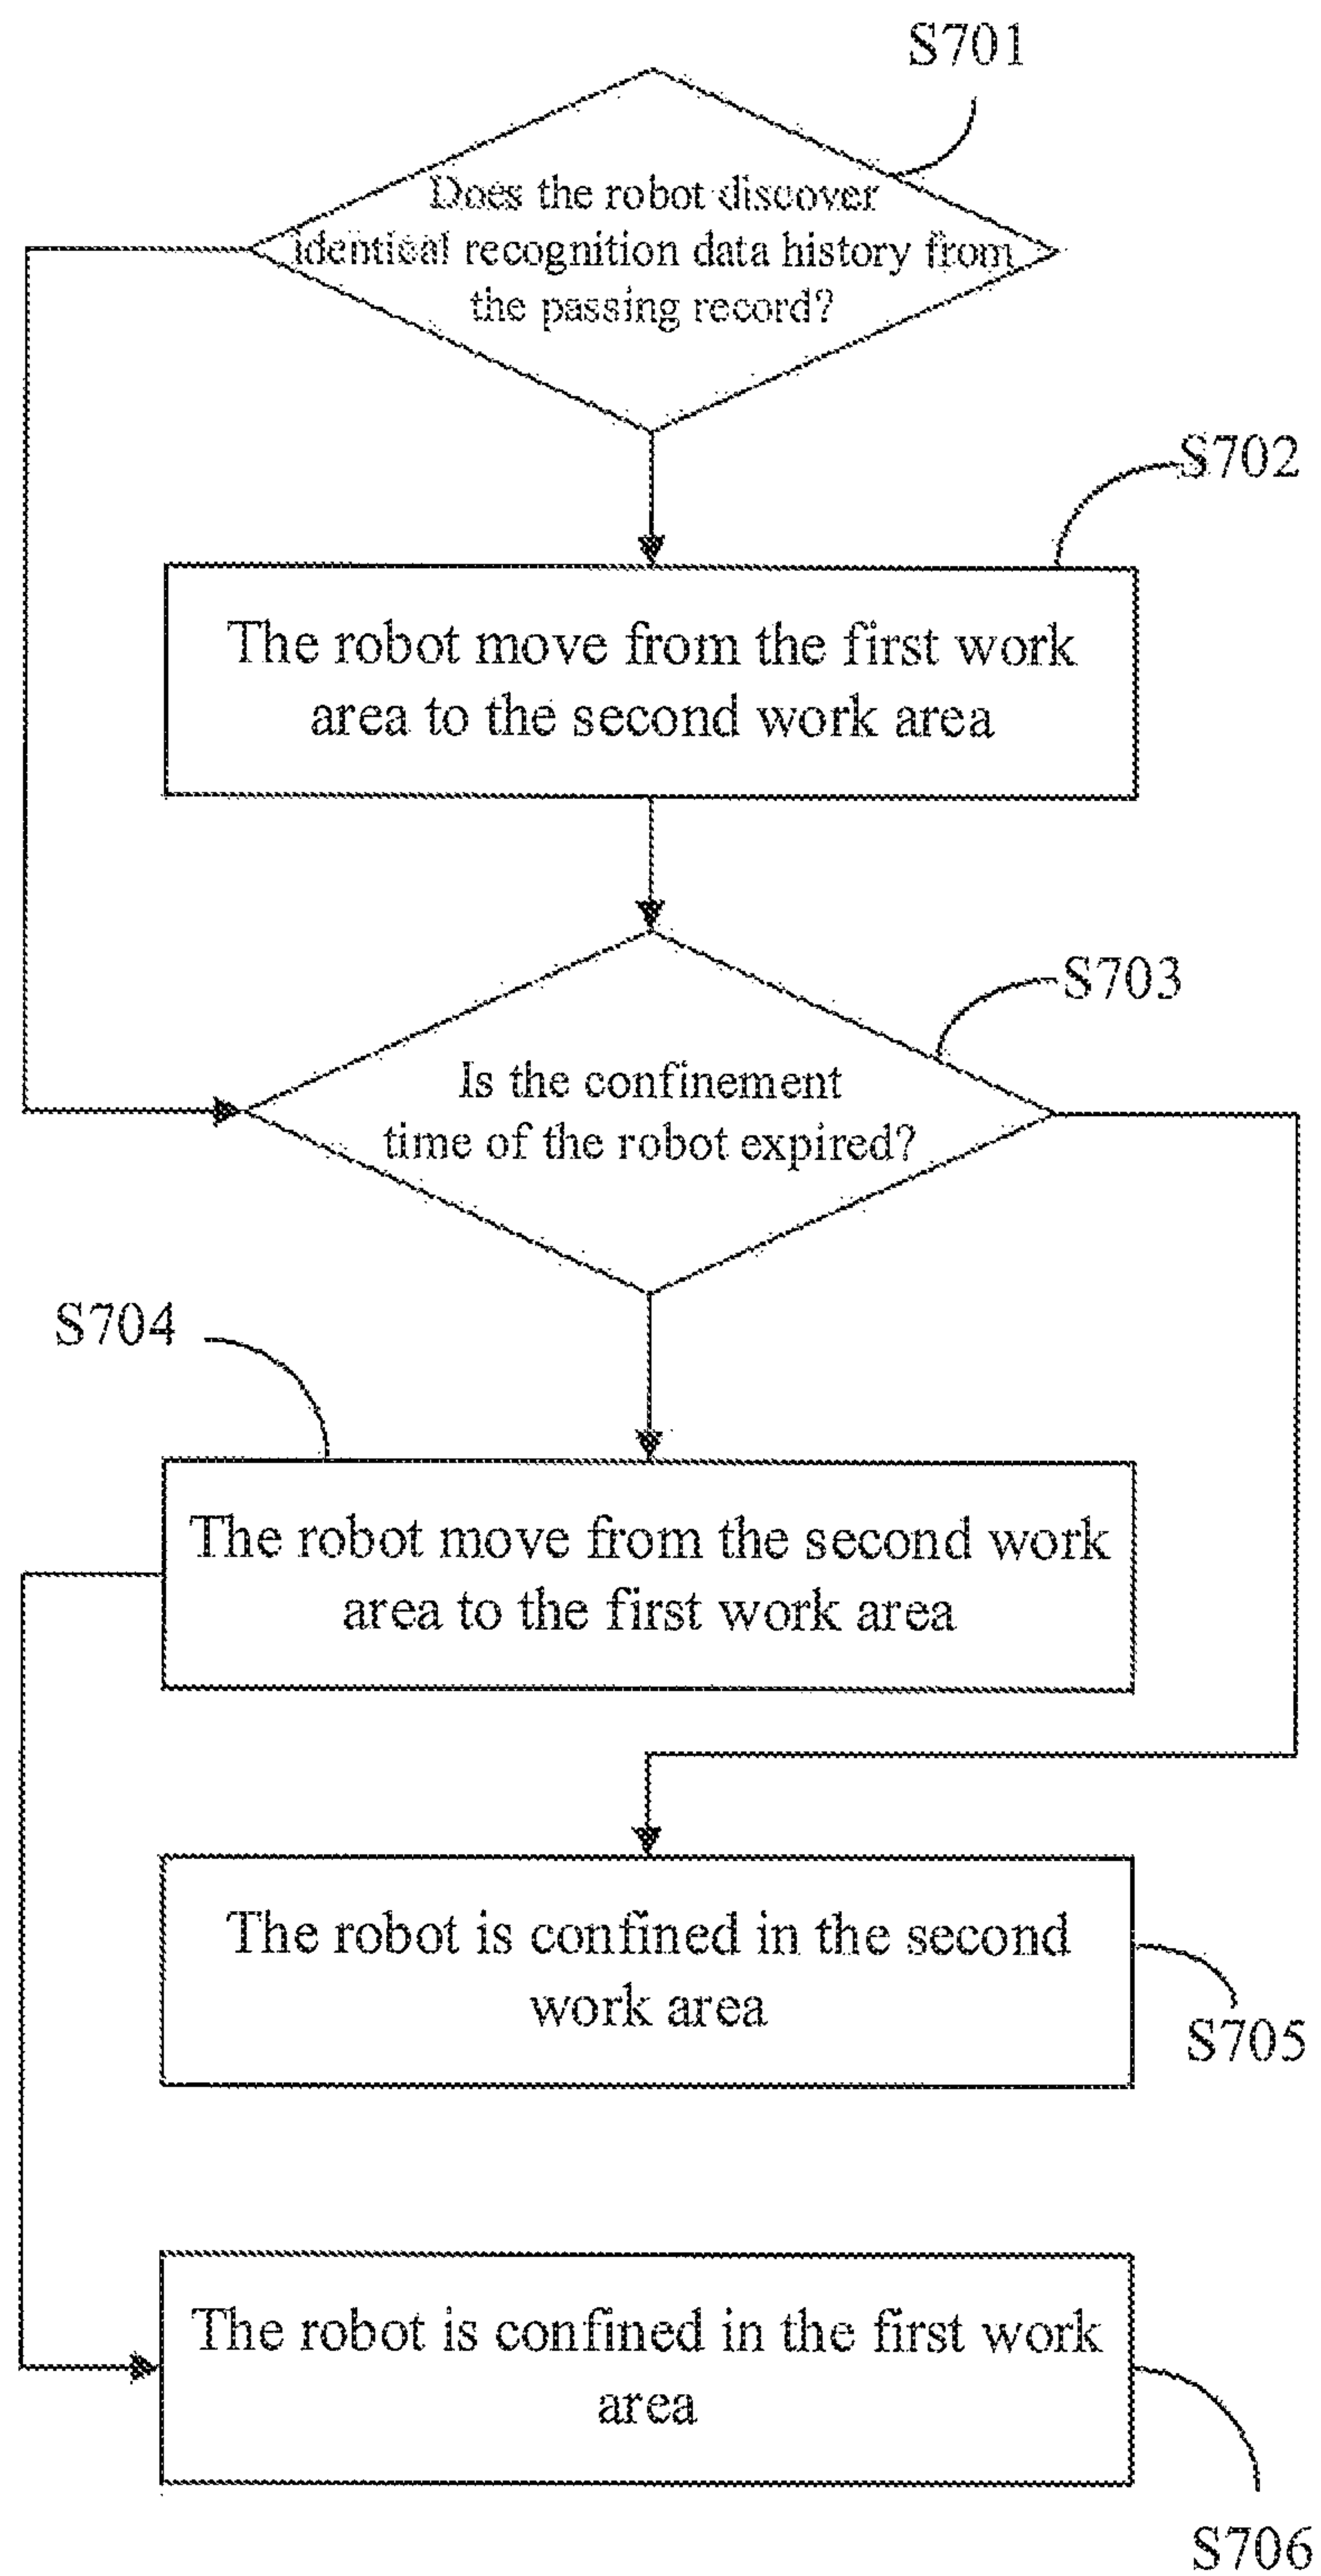 S701
Does the robot discover
identical recognition data history from
the passing record?
S702
The robot move from the first work
area to the second work area
S703
Is the confinement
time of the robot expired?
S704
The robot move from the second work
area to the first work area
The robot is confined in the second
work area
S705
The robot is confined in the first work
area
S706